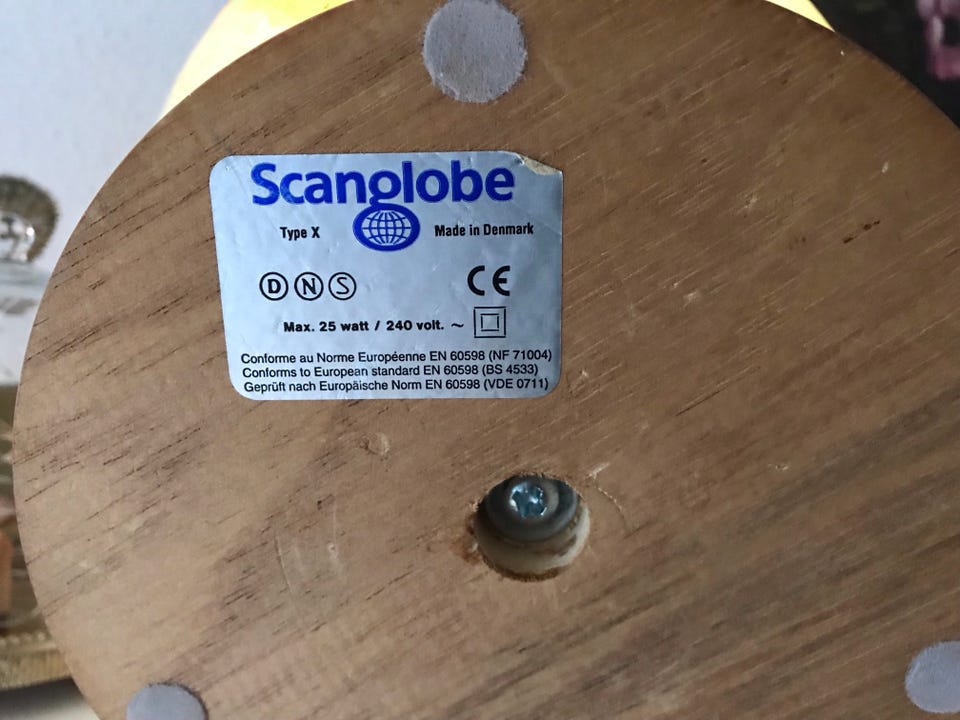 Scanglobe
Type X Made in Denmark
D N S CE
Max. 25 watt / 240 volt. ~
Conforme au Norme Européenne EN 60598 (NF 71004)
Conforms to European standard EN 60598 (BS 4533)
Geprüft nach Europäische Norm EN 60598 (VDE 0711)